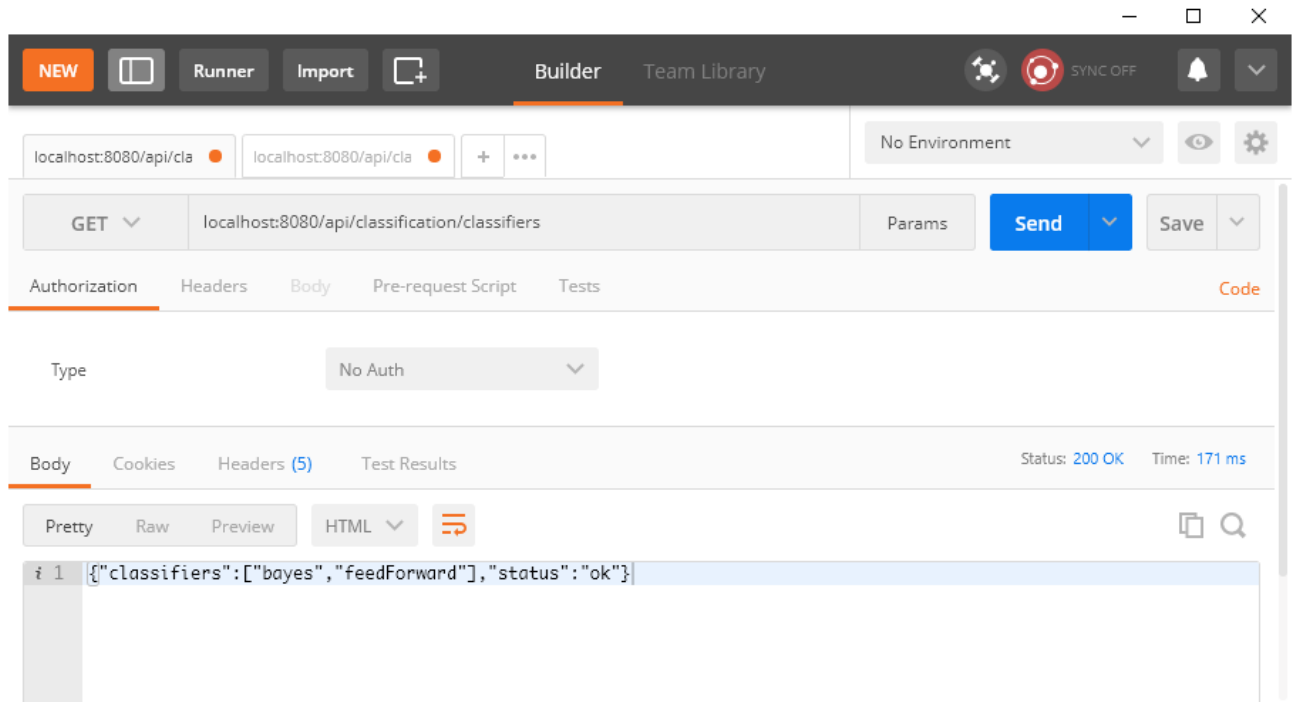 NEW Runner Import Builder Team Library SYNC OFF
localhost:8080/api/cla localhost:8080/api/cla + ••• No Environment
GET localhost:8080/api/classification/classifiers Params Send Save
Authorization Headers Body Pre-request Script Tests Code
Type No Auth
Body Cookies Headers (5) Test Results Status: 200 OK Time: 171 ms
Pretty Raw Preview HTML
i 1 {"classifiers":["bayes","feedForward"],"status":"ok"}